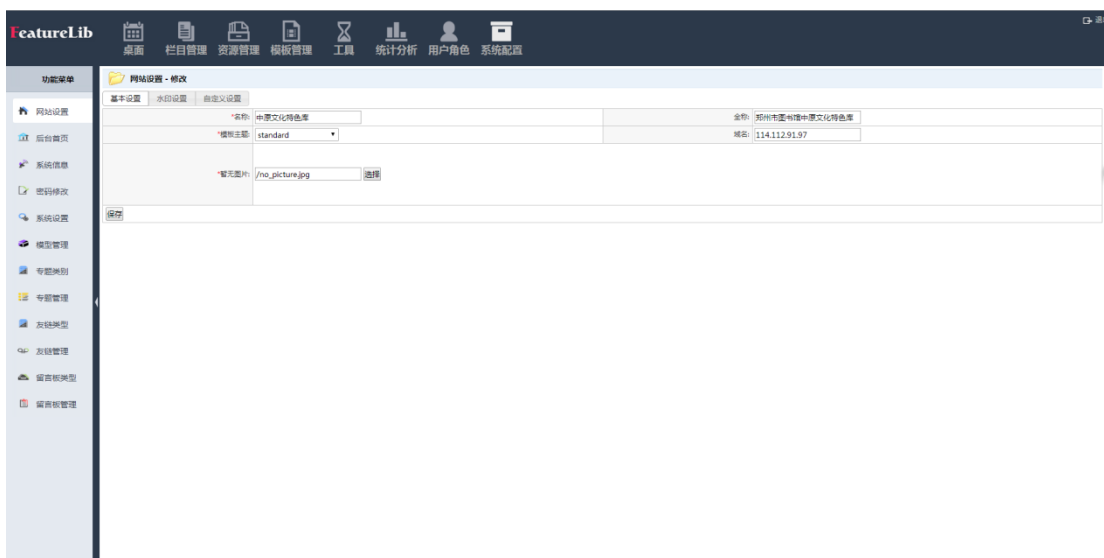 FeatureLib
桌面 栏目管理 资源管理 模板管理 工具 统计分析 用户角色 系统配置
功能菜单
网站设置 - 修改
基本设置 水印设置 自定义设置
*名称: 中原文化特色库 全称: 郑州市图书馆中原文化特色库
*模板主题: standard 域名: 114.112.91.97
*暂无图片: /no_picture.jpg 选择
保存
网站设置
后台首页
系统信息
密码修改
系统设置
模型管理
专题类别
专题管理
友链类型
友链管理
留言板类型
留言板管理